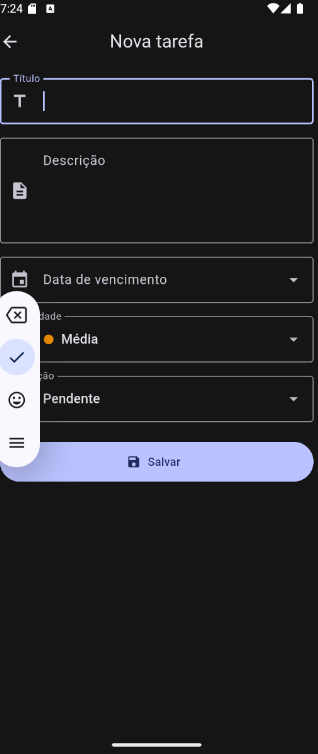 7:24
Nova tarefa
Título
Descrição
Data de vencimento
dade
Média
ção
Pendente
Salvar